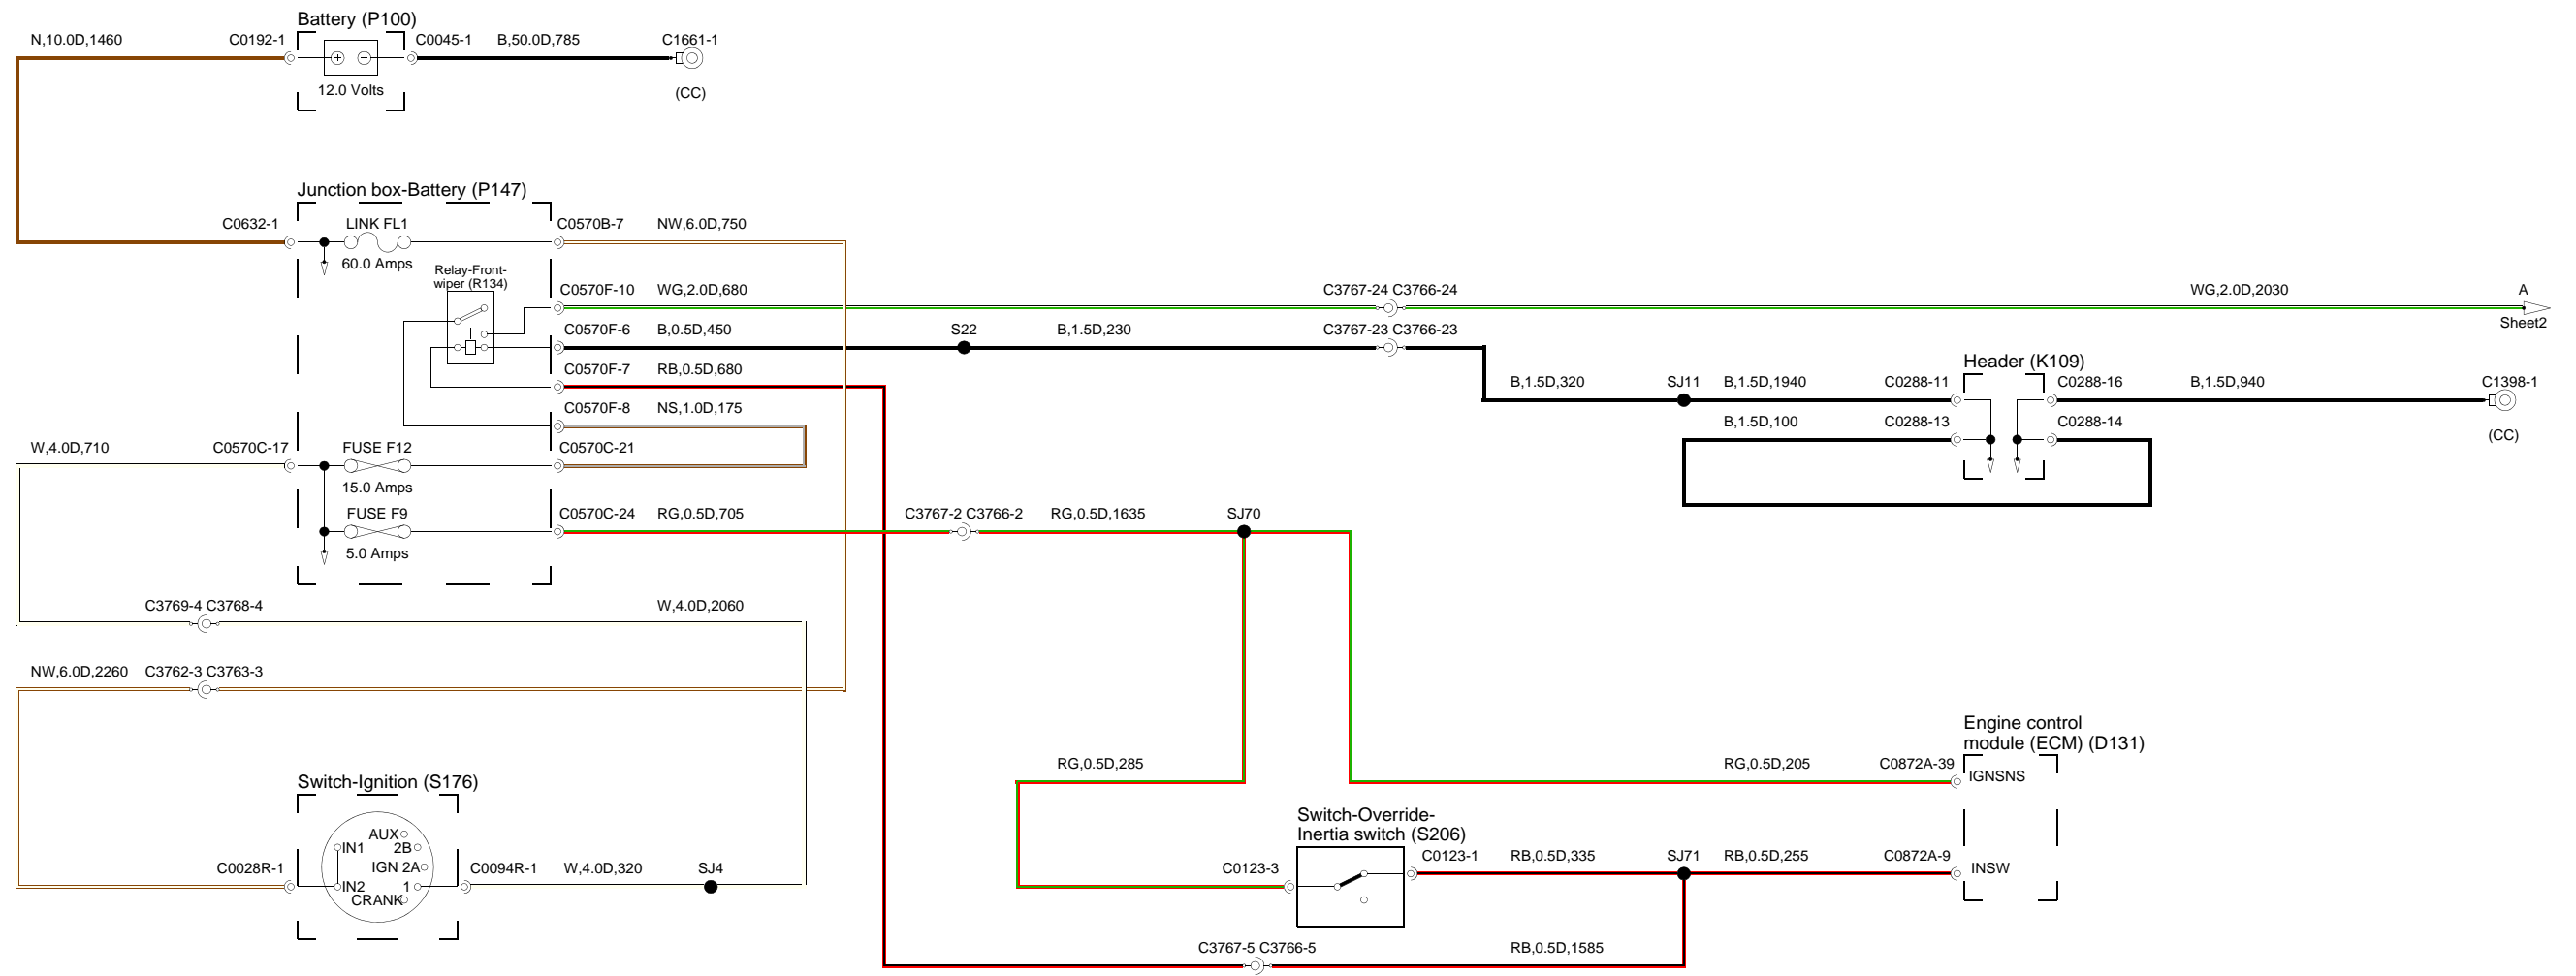 Battery (P100)
N,10.0D,1460
C0192-1
C0045-1
B,50.0D,785
C1661-1
12.0 Volts
(CC)
Junction box-Battery (P147)
C0632-1
LINK FL1
60.0 Amps
C0570B-7
NW,6.0D,750
Relay-Front-
wiper (R134)
C0570F-10
WG,2.0D,680
C3767-24 C3766-24
WG,2.0D,2030
A
Sheet2
C0570F-6
B,0.5D,450
S22
B,1.5D,230
C3767-23 C3766-23
C0570F-7
RB,0.5D,680
Header (K109)
B,1.5D,320
SJ11
B,1.5D,1940
C0288-11
C0288-16
B,1.5D,940
C1398-1
C0570F-8
NS,1.0D,175
B,1.5D,100
C0288-13
C0288-14
(CC)
W,4.0D,710
C0570C-17
FUSE F12
15.0 Amps
C0570C-21
FUSE F9
5.0 Amps
C0570C-24
RG,0.5D,705
C3767-2 C3766-2
RG,0.5D,1635
SJ70
C3769-4 C3768-4
W,4.0D,2060
NW,6.0D,2260
C3762-3 C3763-3
Engine control
module (ECM) (D131)
RG,0.5D,285
RG,0.5D,205
C0872A-39
IGNSNS
Switch-Ignition (S176)
AUX
IN1
2B
IGN 2A
IN2
1
CRANK
C0028R-1
C0094R-1
W,4.0D,320
SJ4
Switch-Override-
Inertia switch (S206)
C0123-3
C0123-1
RB,0.5D,335
SJ71
RB,0.5D,255
C0872A-9
INSW
C3767-5 C3766-5
RB,0.5D,1585